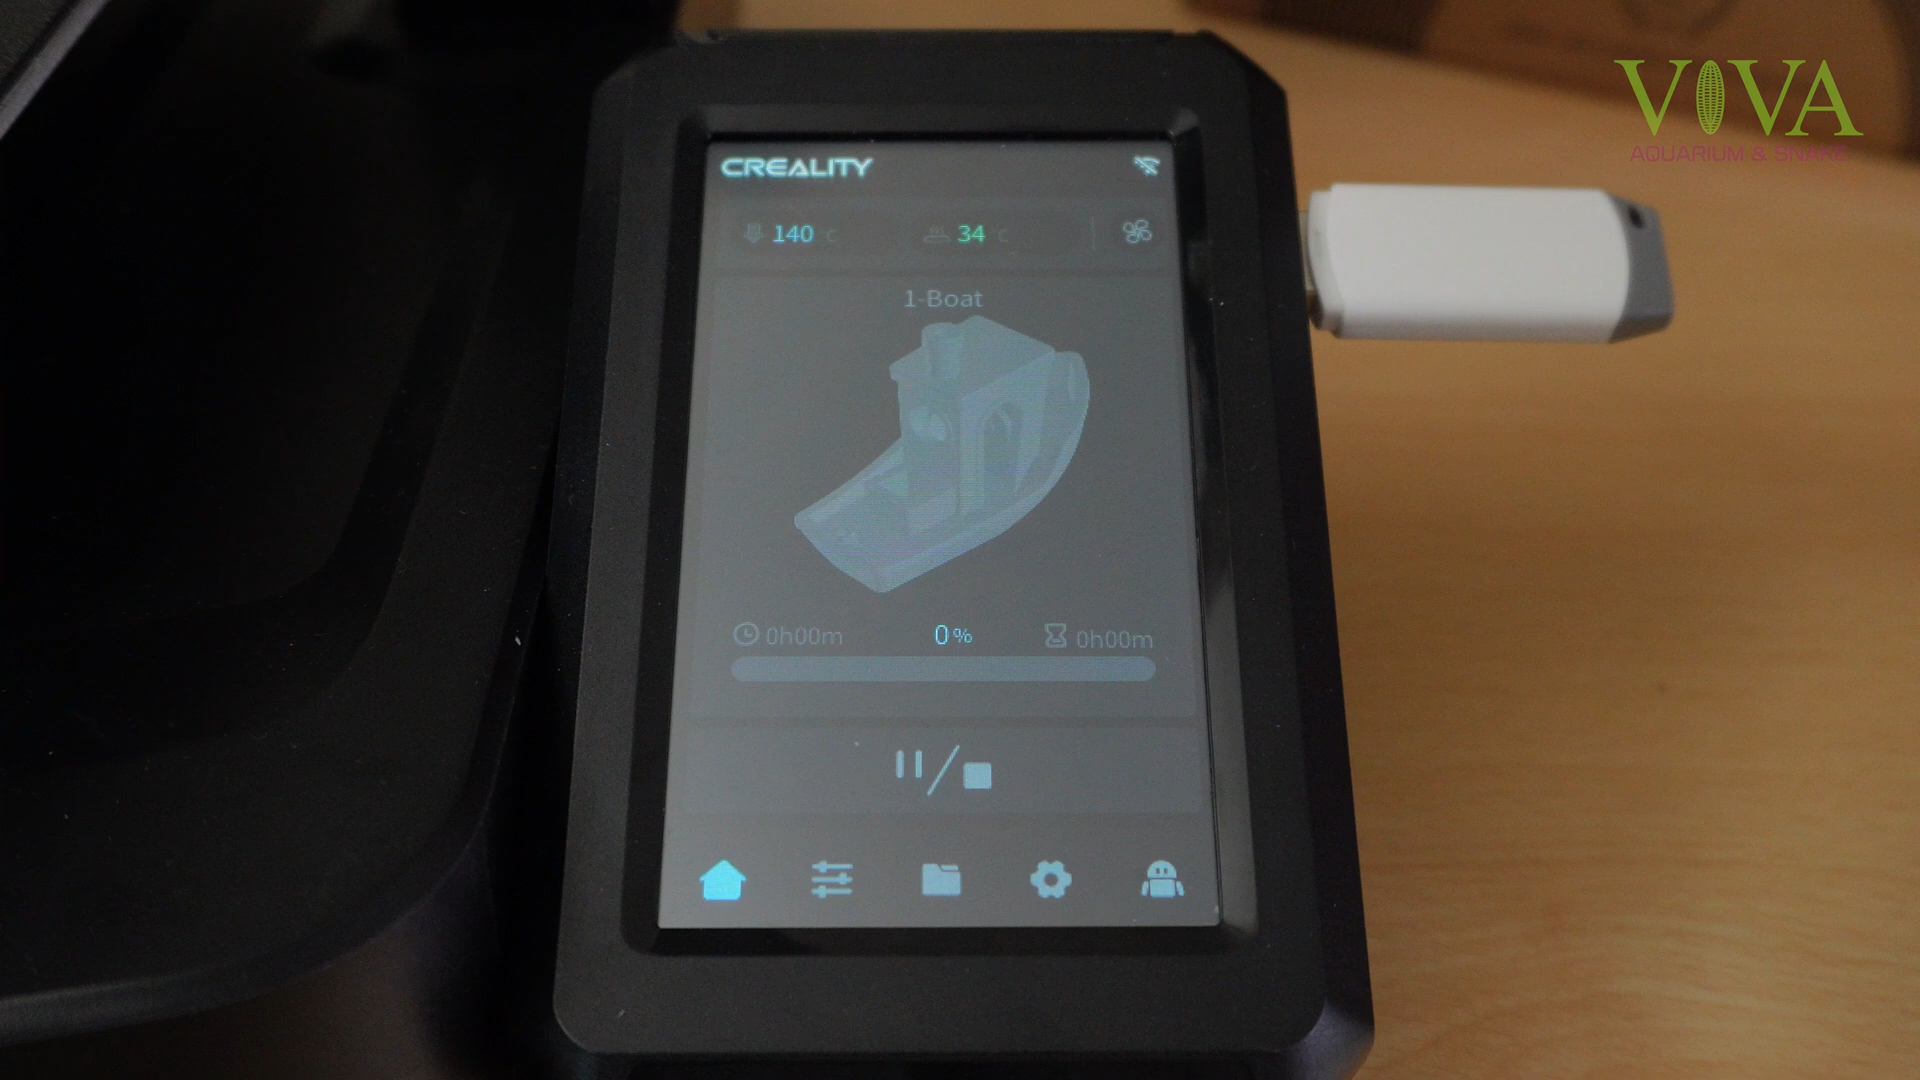 VIVA
AQUARIUM & SNAKE
CREALITY
140 C
34 C
1-Boat
0h00m
0%
0h00m